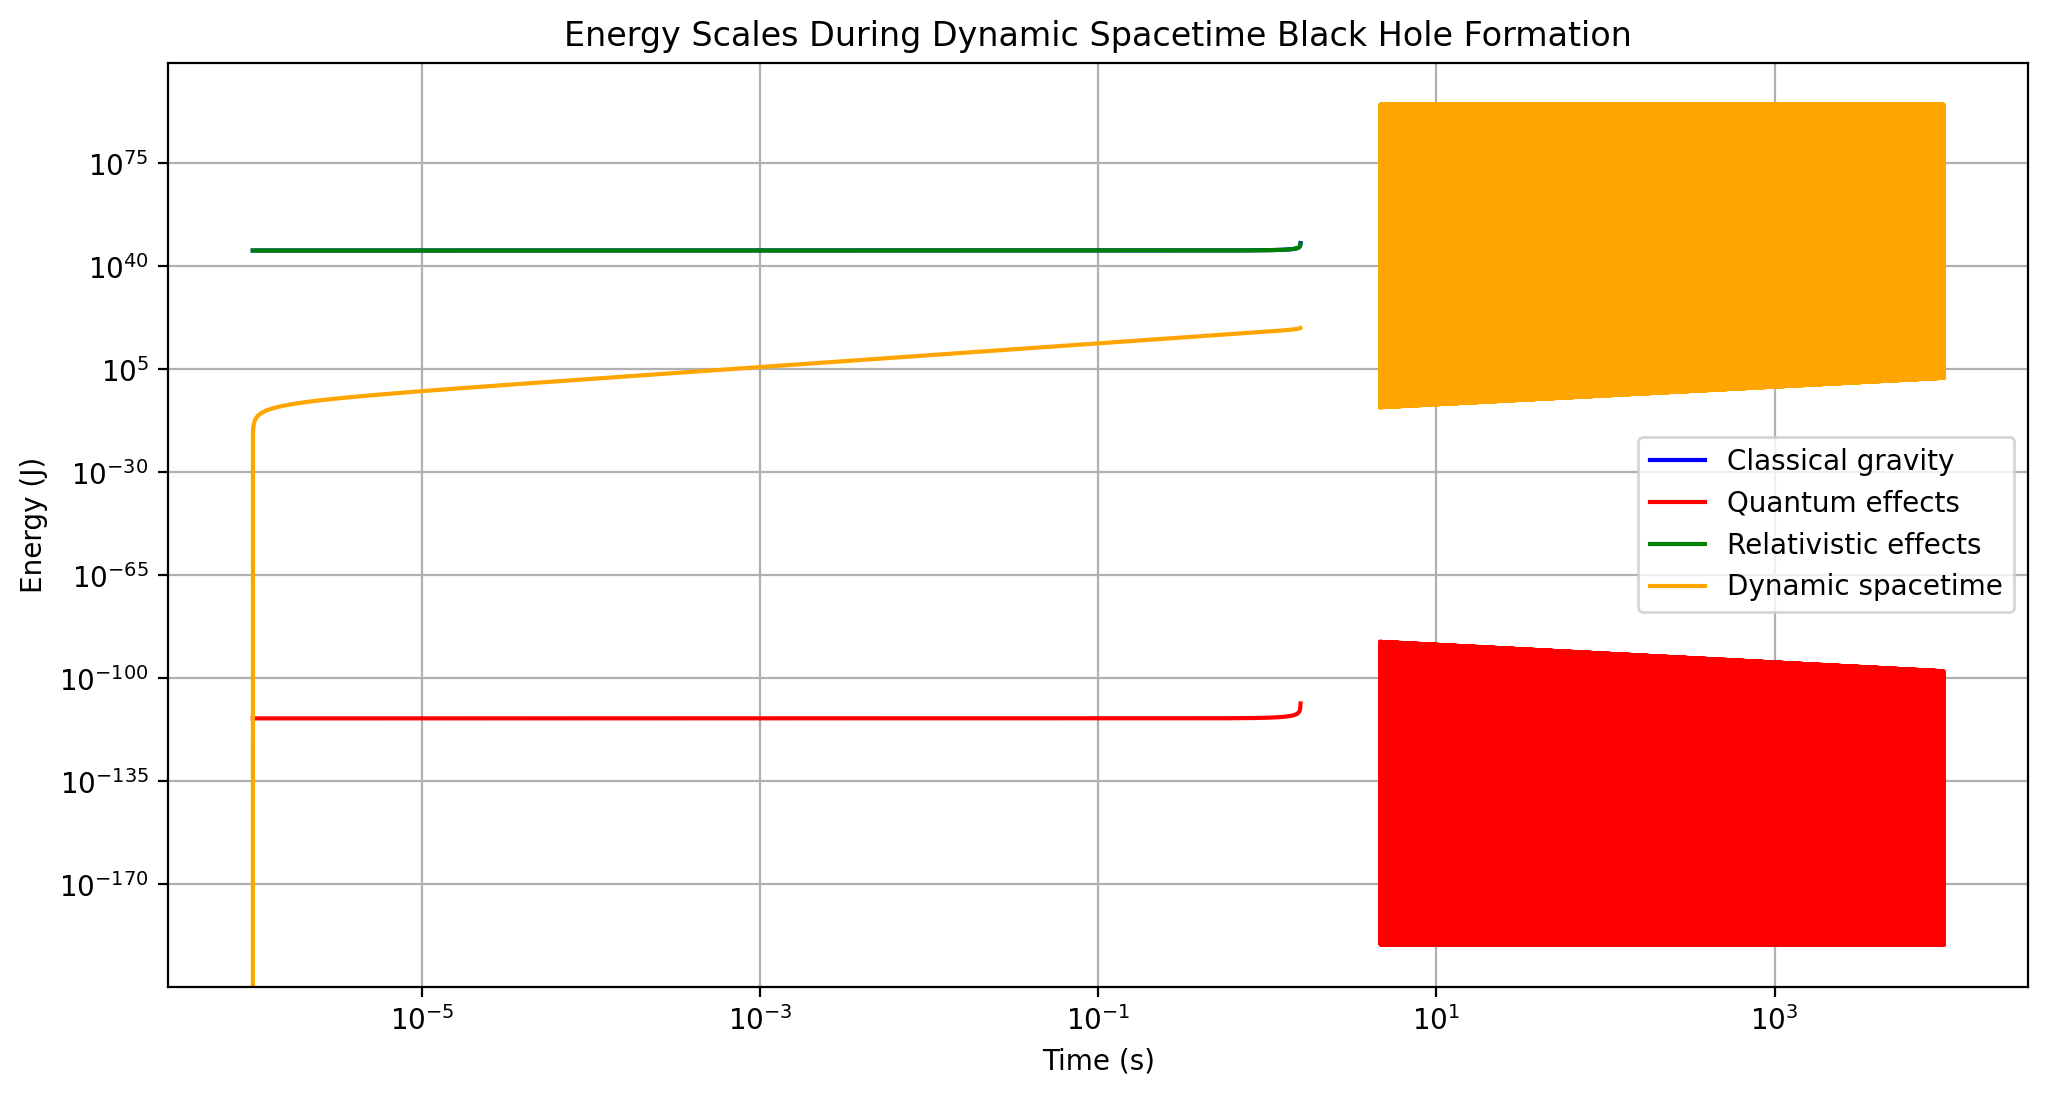 Energy Scales During Dynamic Spacetime Black Hole Formation
Energy (J)
10^75
10^40
10^5
10^−30
10^−65
10^−100
10^−135
10^−170
Classical gravity
Quantum effects
Relativistic effects
Dynamic spacetime
10^−5 10^−3 10^−1 10^1 10^3
Time (s)